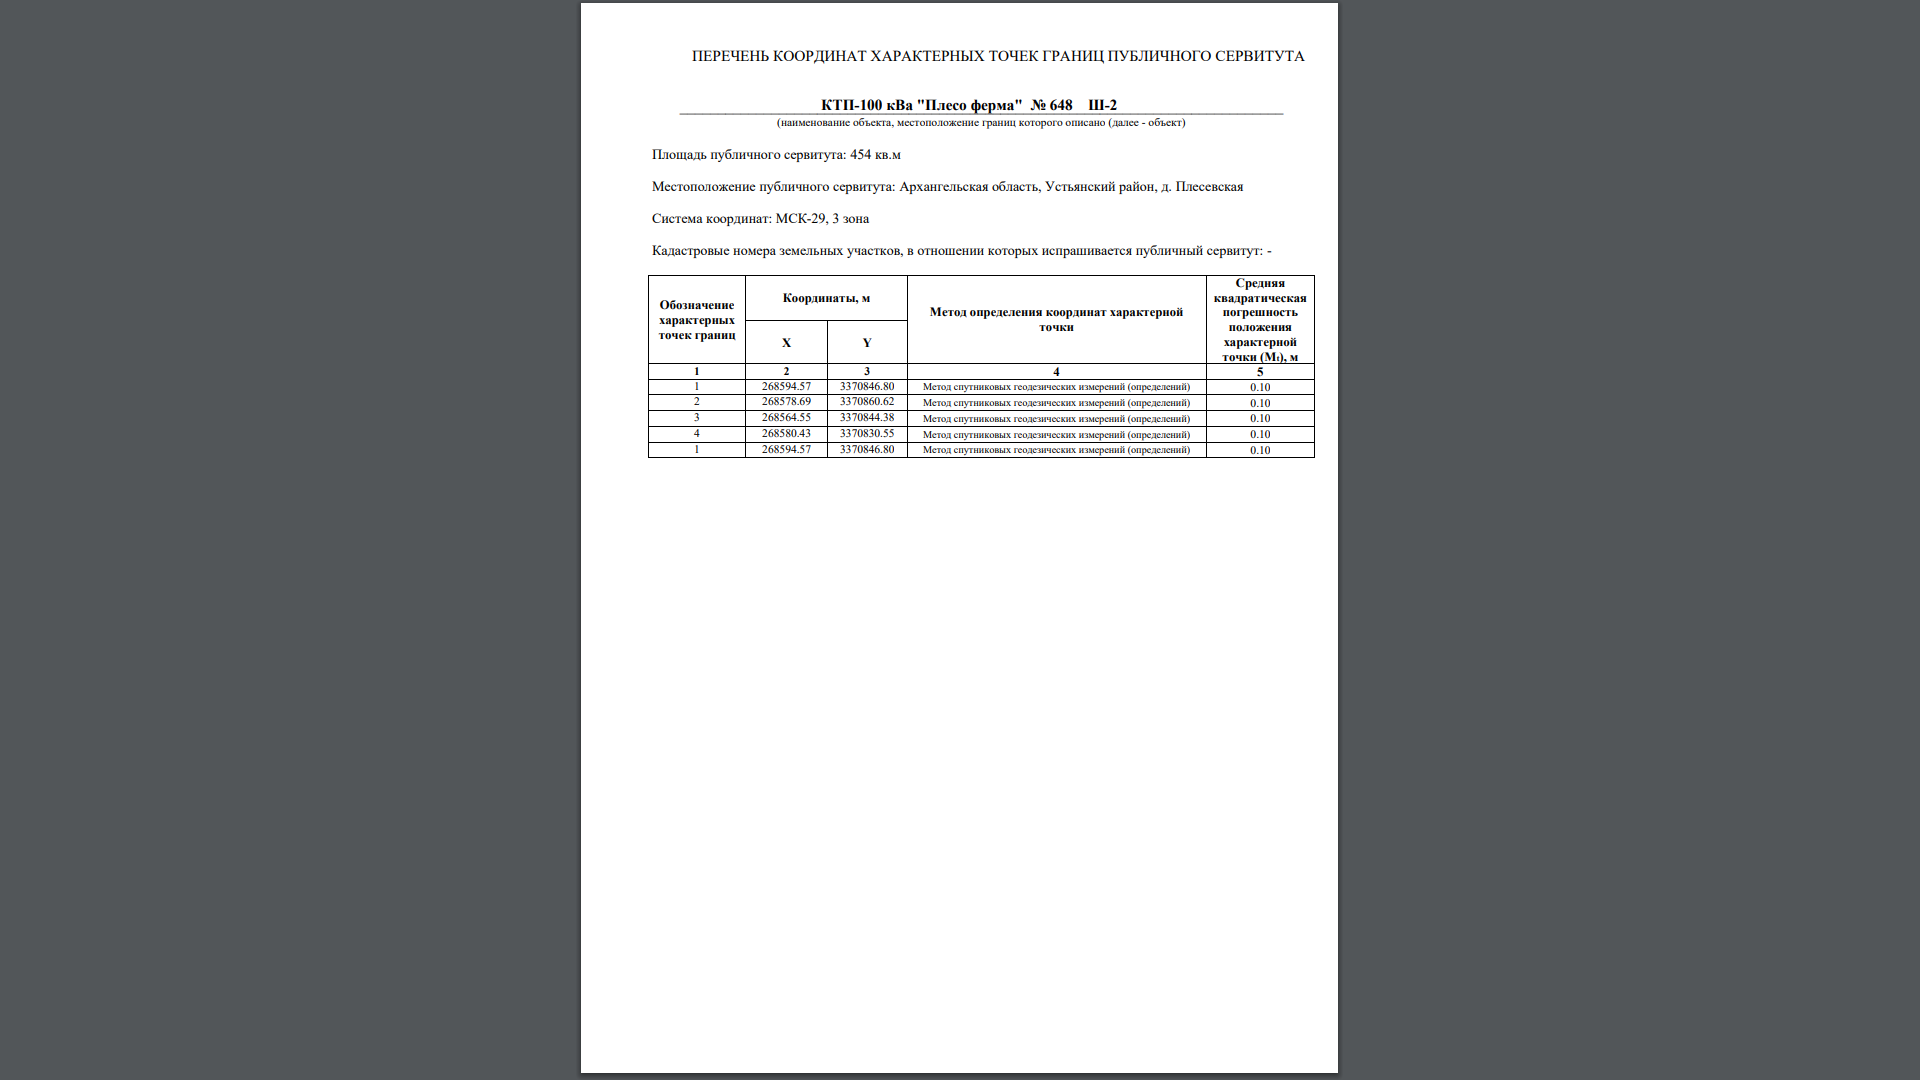 ПЕРЕЧЕНЬ КООРДИНАТ ХАРАКТЕРНЫХ ТОЧЕК ГРАНИЦ ПУБЛИЧНОГО СЕРВИТУТА
КТП-100 кВа "Плесо ферма" № 648 Ш-2
(наименование объекта, местоположение границ которого описано (далее - объект)
Площадь публичного сервитута: 454 кв.м
Местоположение публичного сервитута: Архангельская область, Устьянский район, д. Плесевская
Система координат: МСК-29, 3 зона
Кадастровые номера земельных участков, в отношении которых испрашивается публичный сервитут: -
Обозначение
характерных
точек границ
Координаты, м
X
Y
Метод определения координат характерной
точки
Средняя
квадратическая
погрешность
положения
характерной
точки (Mt), м
1 2 3 4 5
1 268594.57 3370846.80 Метод спутниковых геодезических измерений (определений) 0.10
2 268578.69 3370860.62 Метод спутниковых геодезических измерений (определений) 0.10
3 268564.55 3370844.38 Метод спутниковых геодезических измерений (определений) 0.10
4 268580.43 3370830.55 Метод спутниковых геодезических измерений (определений) 0.10
1 268594.57 3370846.80 Метод спутниковых геодезических измерений (определений) 0.10